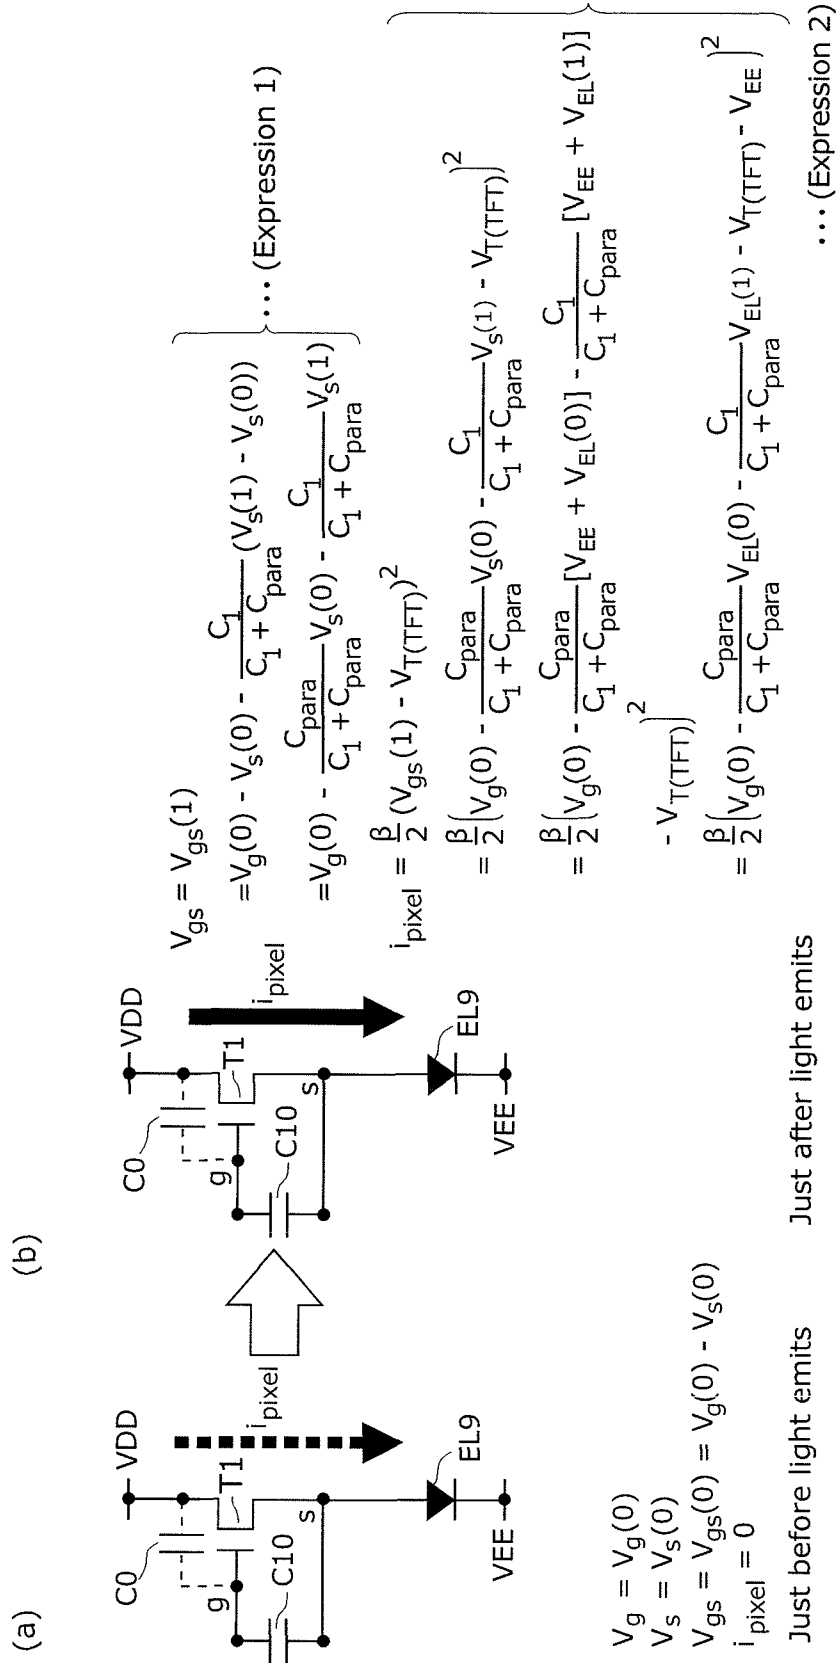 (a)
VDD
C0
T1
i_pixel
g
C10
s
EL9
VEE
V_g = V_g(0)
V_s = V_s(0)
V_gs = V_gs(0) = V_g(0) - V_s(0)
i_pixel = 0
Just before light emits
(b)
VDD
C0
T1
i_pixel
g
C10
s
EL9
VEE
Just after light emits
V_gs = V_gs(1)
=V_g(0) - V_s(0) - C_1/(C_1 + C_para) (V_s(1) - V_s(0))
=V_g(0) - C_para/(C_1 + C_para) V_s(0) - C_1/(C_1 + C_para) V_s(1)
··· (Expression 1)
i_pixel = β/2 (V_gs(1) - V_T(TFT))^2
= β/2 (V_g(0) - C_para/(C_1 + C_para) V_s(0) - C_1/(C_1 + C_para) V_s(1) - V_T(TFT))^2
= β/2 (V_g(0) - C_para/(C_1 + C_para) [V_EE + V_EL(0)] - C_1/(C_1 + C_para) [V_EE + V_EL(1)]
- V_T(TFT))^2
= β/2 (V_g(0) - C_para/(C_1 + C_para) V_EL(0) - C_1/(C_1 + C_para) V_EL(1) - V_T(TFT) - V_EE)^2
··· (Expression 2)